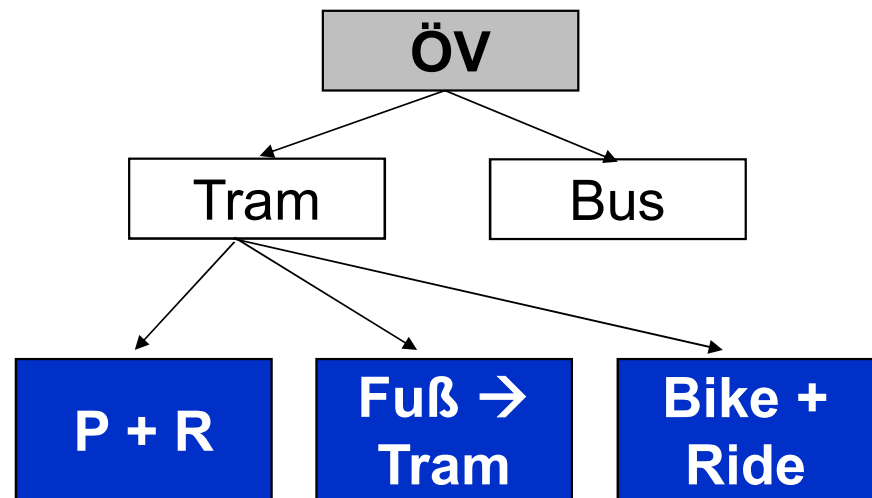 ÖV
Tram
Bus
P + R
Fuß →
Tram
Bike +
Ride